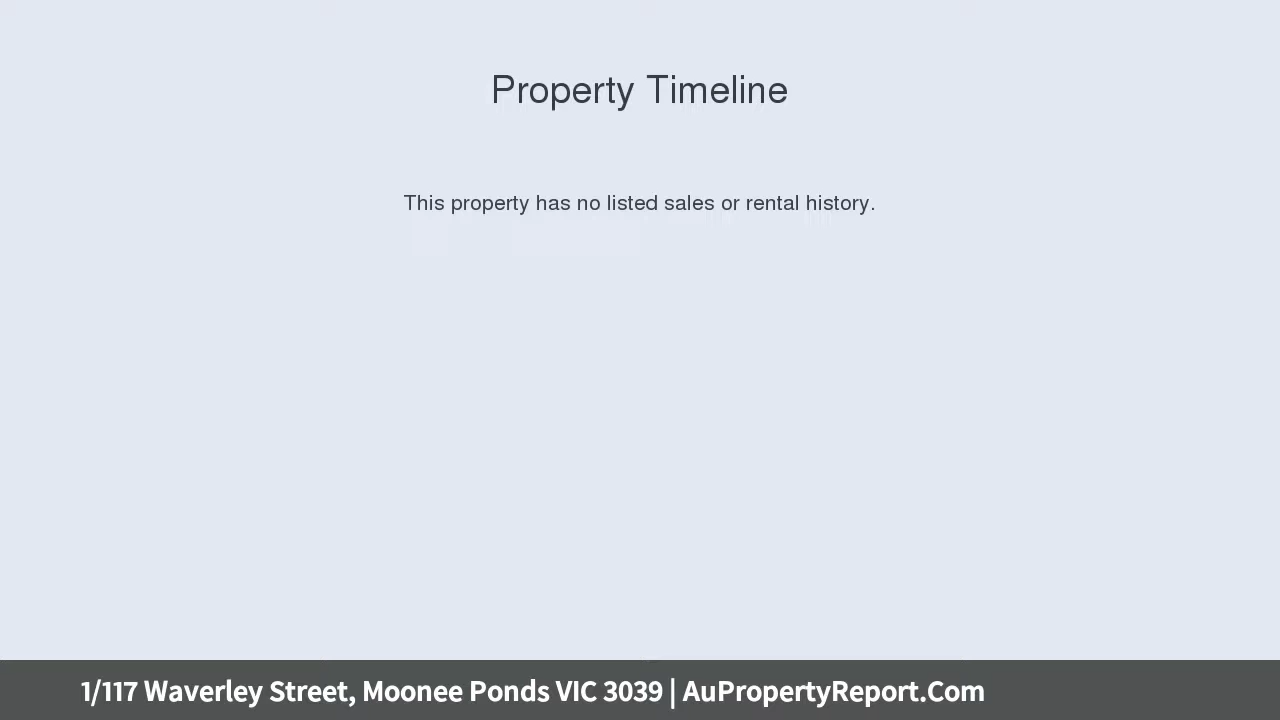 Property Timeline
This property has no listed sales or rental history.
1/117 Waverley Street, Moonee Ponds VIC 3039 | AuPropertyReport.Com